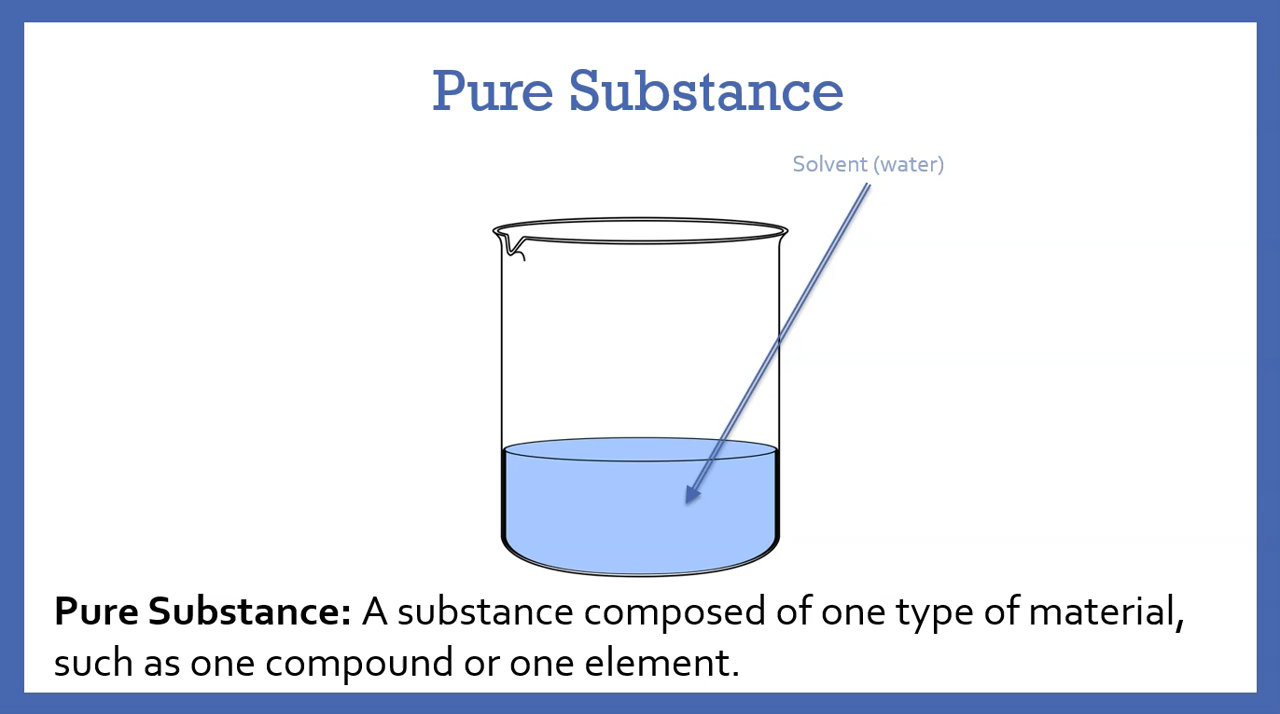 Pure Substance
Solvent (water)
Pure Substance: A substance composed of one type of material,
such as one compound or one element.